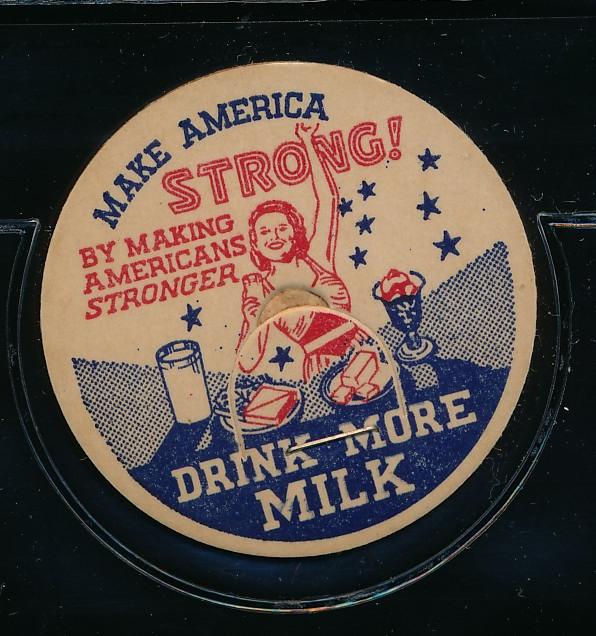 MAKE AMERICA
STRONG!
BY MAKING
AMERICANS
STRONGER
DRINK MORE
MILK